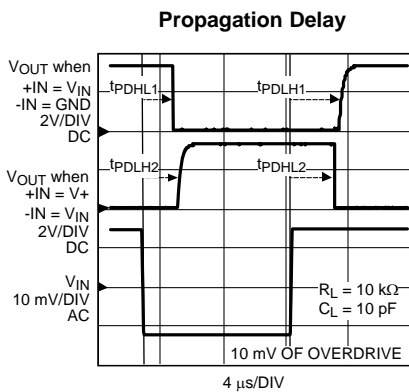 Propagation Delay
VOUT when
+IN = VIN
-IN = GND
2V/DIV
DC
tPDHL1
tPDLH1
VOUT when
+IN = V+
-IN = VIN
2V/DIV
DC
tPDLH2
tPDHL2
VIN
10 mV/DIV
AC
RL = 10 kΩ
CL = 10 pF
10 mV OF OVERDRIVE
4 µs/DIV